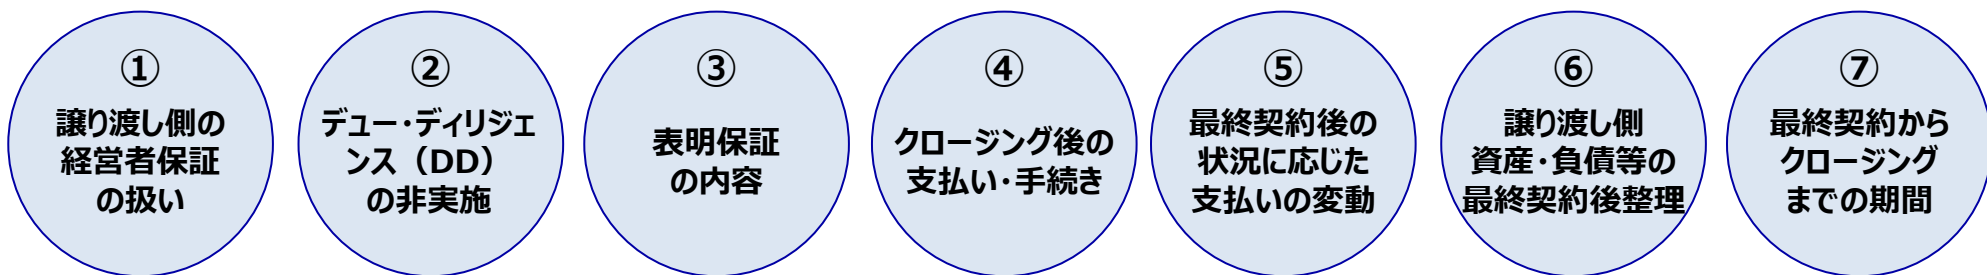 ①
譲り渡し側の
経営者保証
の扱い
②
デュー・ディリジェ
ンス（DD）
の非実施
③
表明保証
の内容
④
クロージング後の
支払い・手続き
⑤
最終契約後の
状況に応じた
支払いの変動
⑥
譲り渡し側
資産・負債等の
最終契約後整理
⑦
最終契約から
クロージング
までの期間